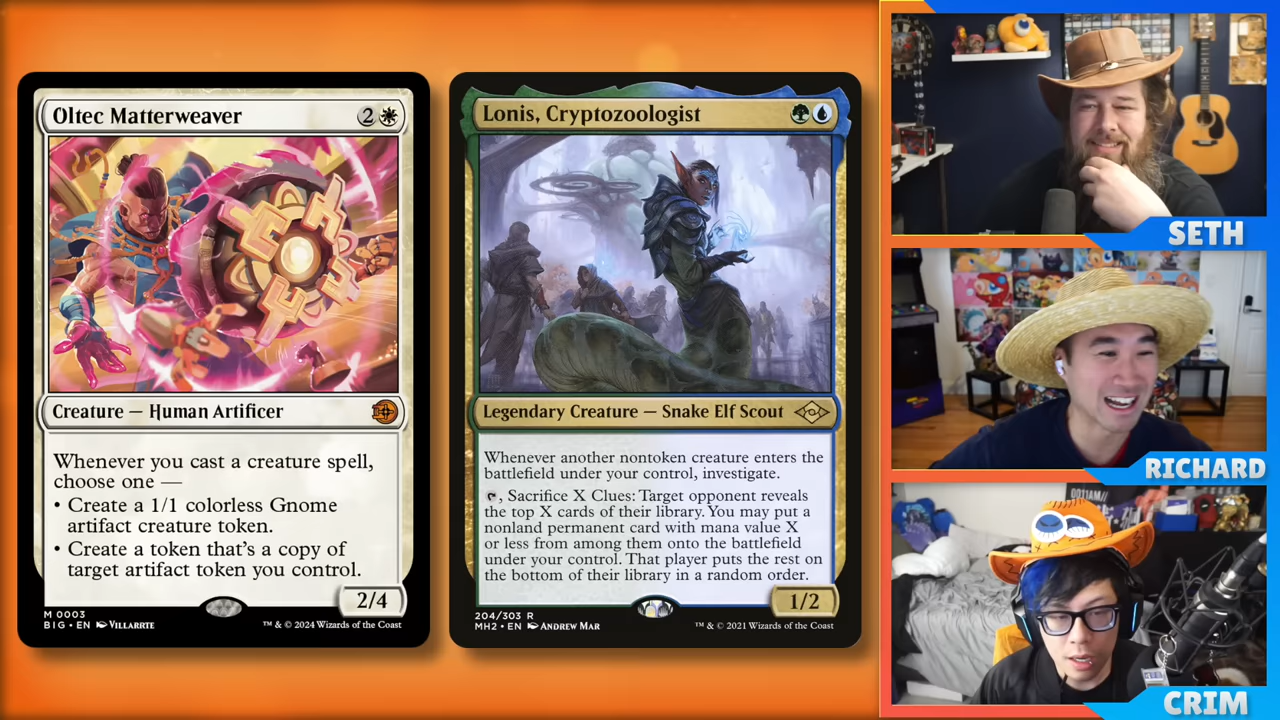 Oltec Matterweaver
2
Creature — Human Artificer
Whenever you cast a creature spell,
choose one —
• Create a 1/1 colorless Gnome
artifact creature token.
• Create a token that's a copy of
target artifact token you control.
2/4
M 0003
BIG • EN VILLARRTE
™ & © 2024 Wizards of the Coast
Lonis, Cryptozoologist
Legendary Creature — Snake Elf Scout
Whenever another nontoken creature enters the
battlefield under your control, investigate.
, Sacrifice X Clues: Target opponent reveals
the top X cards of their library. You may put a
nonland permanent card with mana value X
or less from among them onto the battlefield
under your control. That player puts the rest on
the bottom of their library in a random order.
1/2
204/303 R
MH2 • EN ANDREW MAR
™ & © 2021 Wizards of the Coast
SETH
RICHARD
CRIM